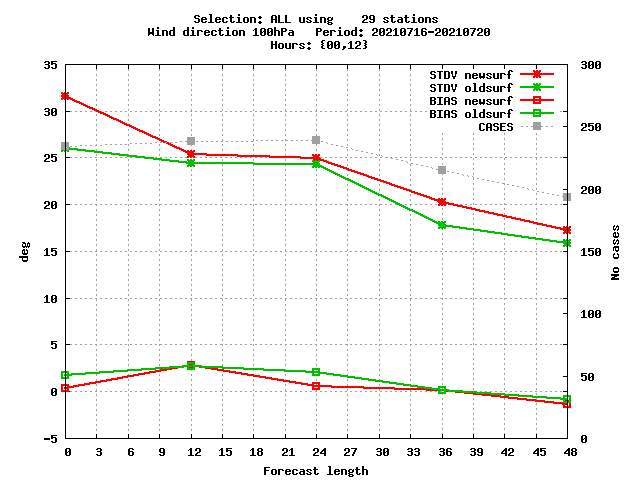 Selection: ALL using    29 stations
Wind direction 100hPa   Period: 20210716-20210720
Hours: {00,12}
STDV newsurf
STDV oldsurf
BIAS newsurf
BIAS oldsurf
CASES
35
30
25
20
15
10
5
0
-5
deg
300
250
200
150
100
50
0
No cases
0 3 6 9 12 15 18 21 24 27 30 33 36 39 42 45 48
Forecast length